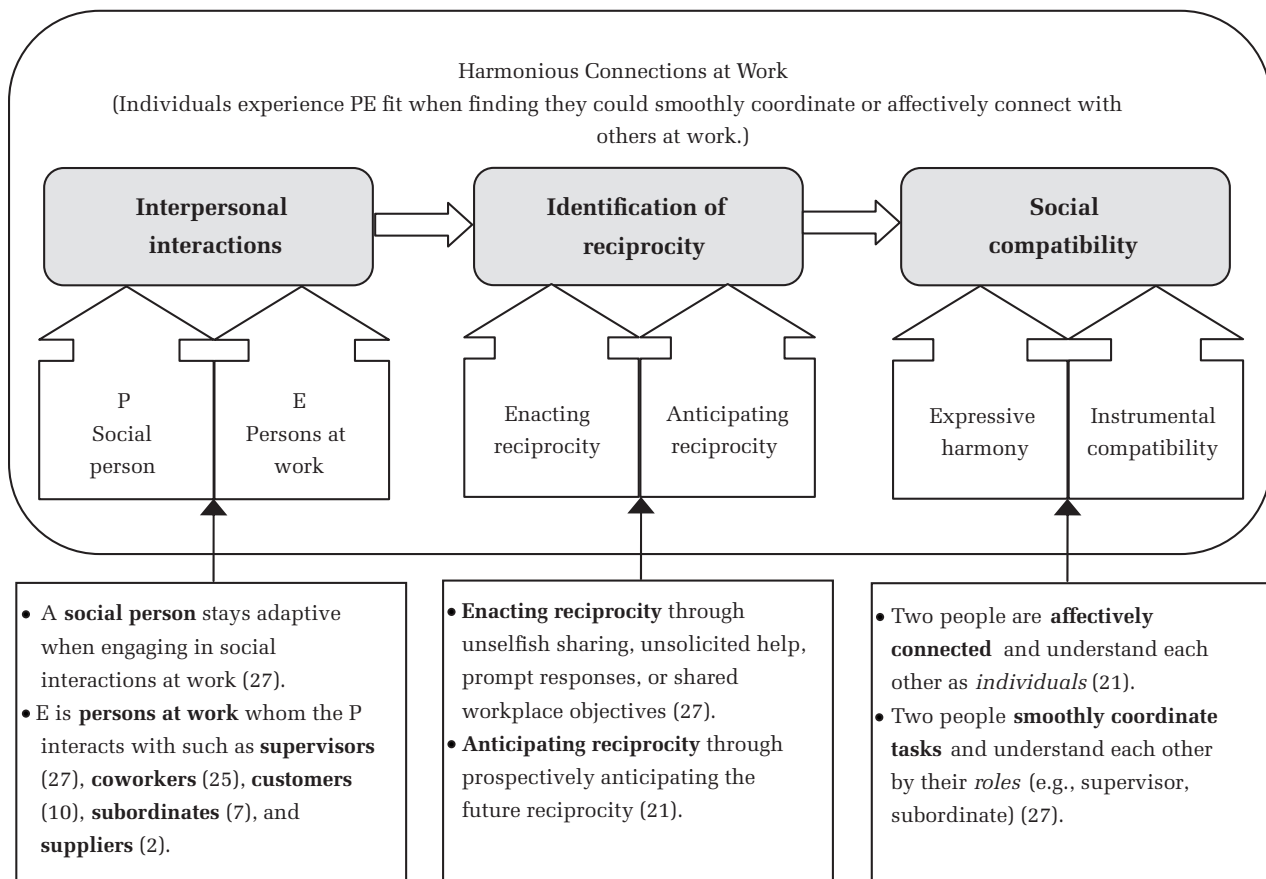 Harmonious Connections at Work
(Individuals experience PE fit when finding they could smoothly coordinate or affectively connect with
others at work.)
Interpersonal
interactions
Identification of
reciprocity
Social
compatibility
P
Social
person
E
Persons at
work
Enacting
reciprocity
Anticipating
reciprocity
Expressive
harmony
Instrumental
compatibility
• A social person stays adaptive
when engaging in social
interactions at work (27).
• E is persons at work whom the P
interacts with such as supervisors
(27), coworkers (25), customers
(10), subordinates (7), and
suppliers (2).
• Enacting reciprocity through
unselfish sharing, unsolicited help,
prompt responses, or shared
workplace objectives (27).
• Anticipating reciprocity through
prospectively anticipating the
future reciprocity (21).
• Two people are affectively
connected and understand each
other as individuals (21).
• Two people smoothly coordinate
tasks and understand each other
by their roles (e.g., supervisor,
subordinate) (27).